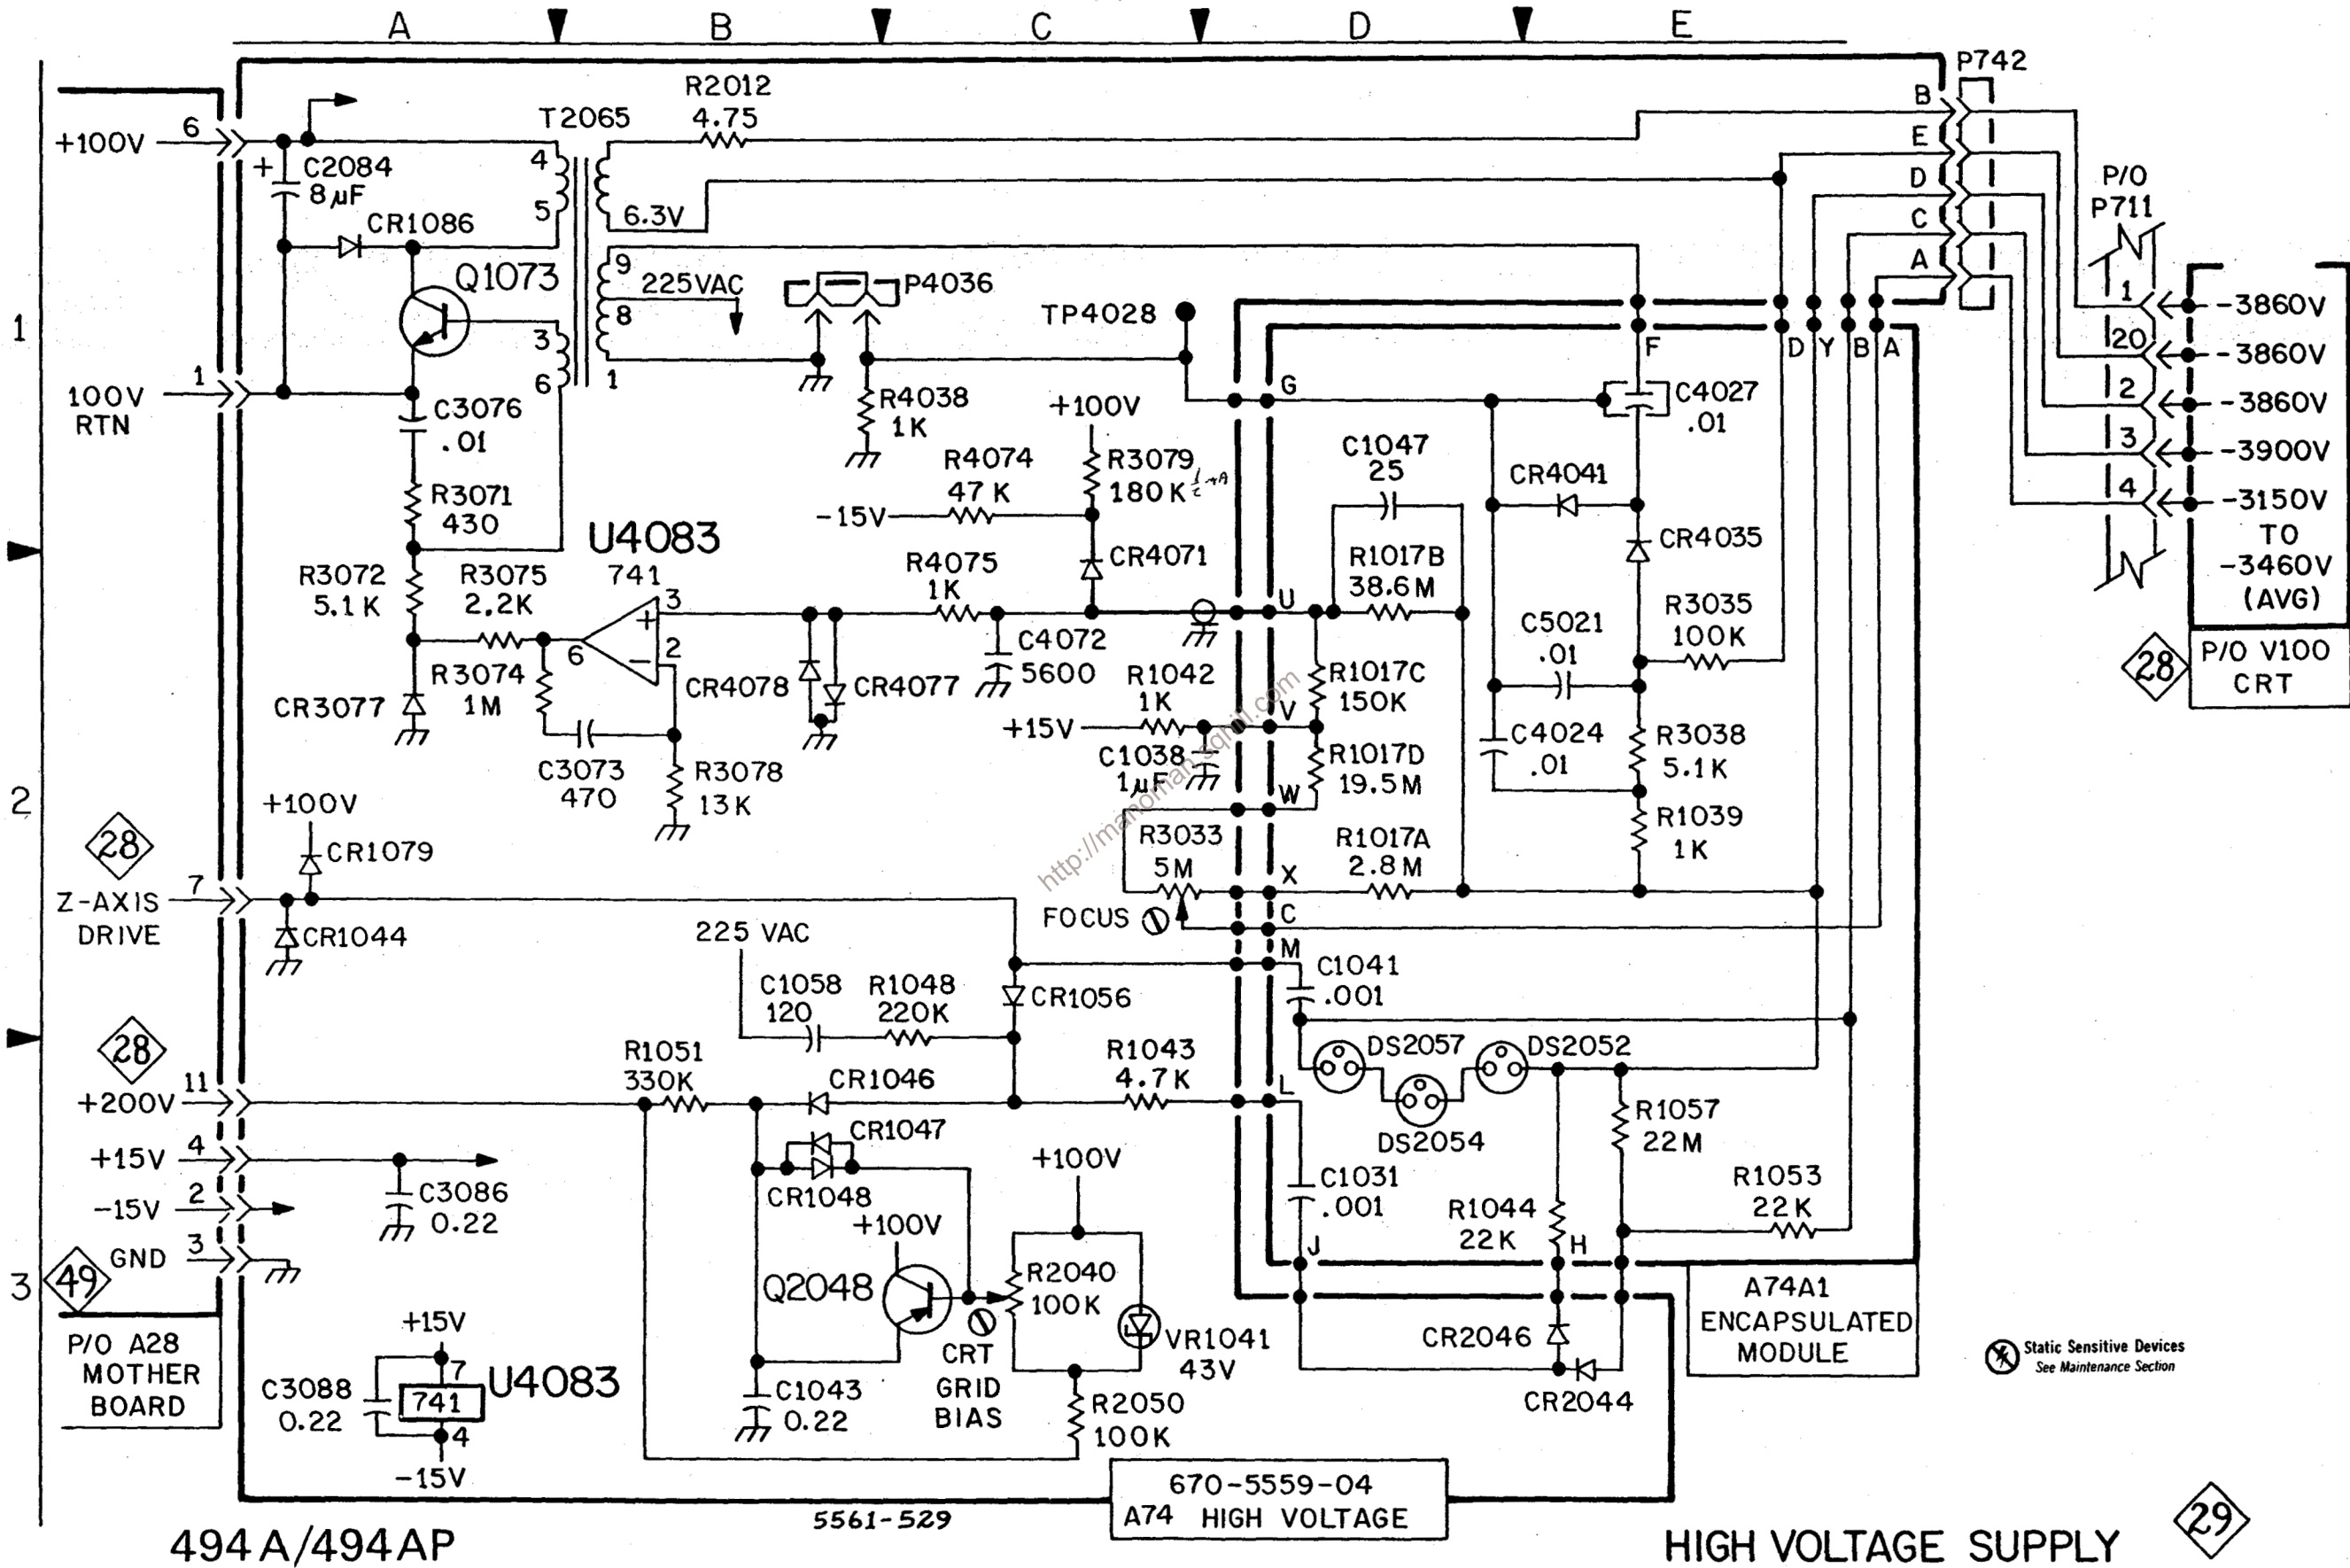 A B C D E
P742
R2012
4.75
T2065
B
E
D
C
A
+100V 6
+ C2084
8µF
4
5
6.3V
CR1086
P/O
P711
Q1073
9
225VAC
8
P4036
TP4028
3
6
1
F
D Y B A
1
-3860V
20
-3860V
2
-3860V
3
-3900V
4
-3150V
TO
-3460V
(AVG)
28
P/O V100
CRT
1
100V
RTN
1
C3076
.01
R4038
1K
G
C4027
.01
+100V
R3079
180K
R4074
47K
-15V
C1047
25
CR4041
R3071
430
U4083
741
CR4035
CR4071
R3072
5.1K
R3075
2.2K
R4075
1K
R1017B
38.6M
3
+
2
-
6
U
R3035
100K
C5021
.01
C4072
5600
R3074
1M
CR3077
CR4078
CR4077
R1042
1K
R1017C
150K
+15V
V
C1038
1µF
R1017D
19.5M
C4024
.01
R3038
5.1K
C3073
470
R3078
13K
2
W
+100V
CR1079
28
R3033
5M
R1017A
2.8M
R1039
1K
Z-AXIS
DRIVE
7
X
C
M
FOCUS
CR1044
225 VAC
C1058
120
R1048
220K
CR1056
C1041
.001
28
R1051
330K
CR1046
R1043
4.7K
L
DS2057
DS2052
DS2054
+200V 11
CR1047
CR1048
R1057
22M
+15V 4
-15V 2
GND 3
C3086
0.22
+100V
+100V
C1031
.001
R1044
22K
R1053
22K
J
H
3
49
Q2048
R2040
100K
CRT
GRID
BIAS
VR1041
43V
CR2046
CR2044
A74A1
ENCAPSULATED
MODULE
P/O A28
MOTHER
BOARD
+15V
7
741
U4083
4
-15V
C3088
0.22
C1043
0.22
R2050
100K
Static Sensitive Devices
See Maintenance Section
670-5559-04
A74 HIGH VOLTAGE
5561-529
494A/494AP
HIGH VOLTAGE SUPPLY
29